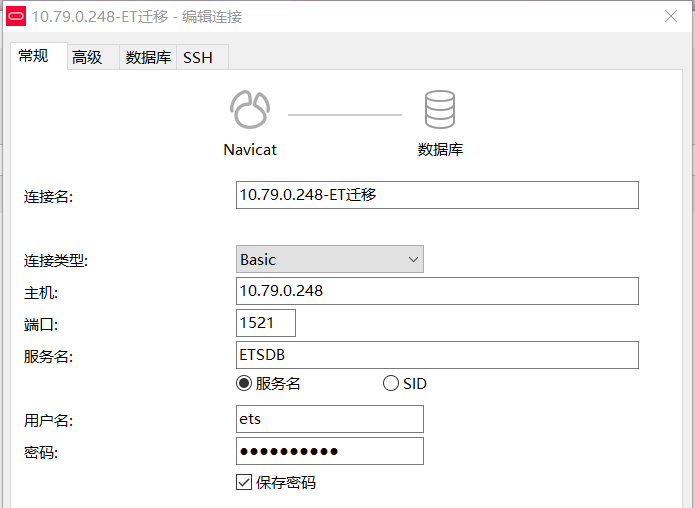 10.79.0.248-ET迁移 - 编辑连接
常规 高级 数据库 SSH
Navicat 数据库
连接名: 10.79.0.248-ET迁移
连接类型: Basic
主机: 10.79.0.248
端口: 1521
服务名: ETSDB
服务名 SID
用户名: ets
密码: ●●●●●●●●●●
保存密码